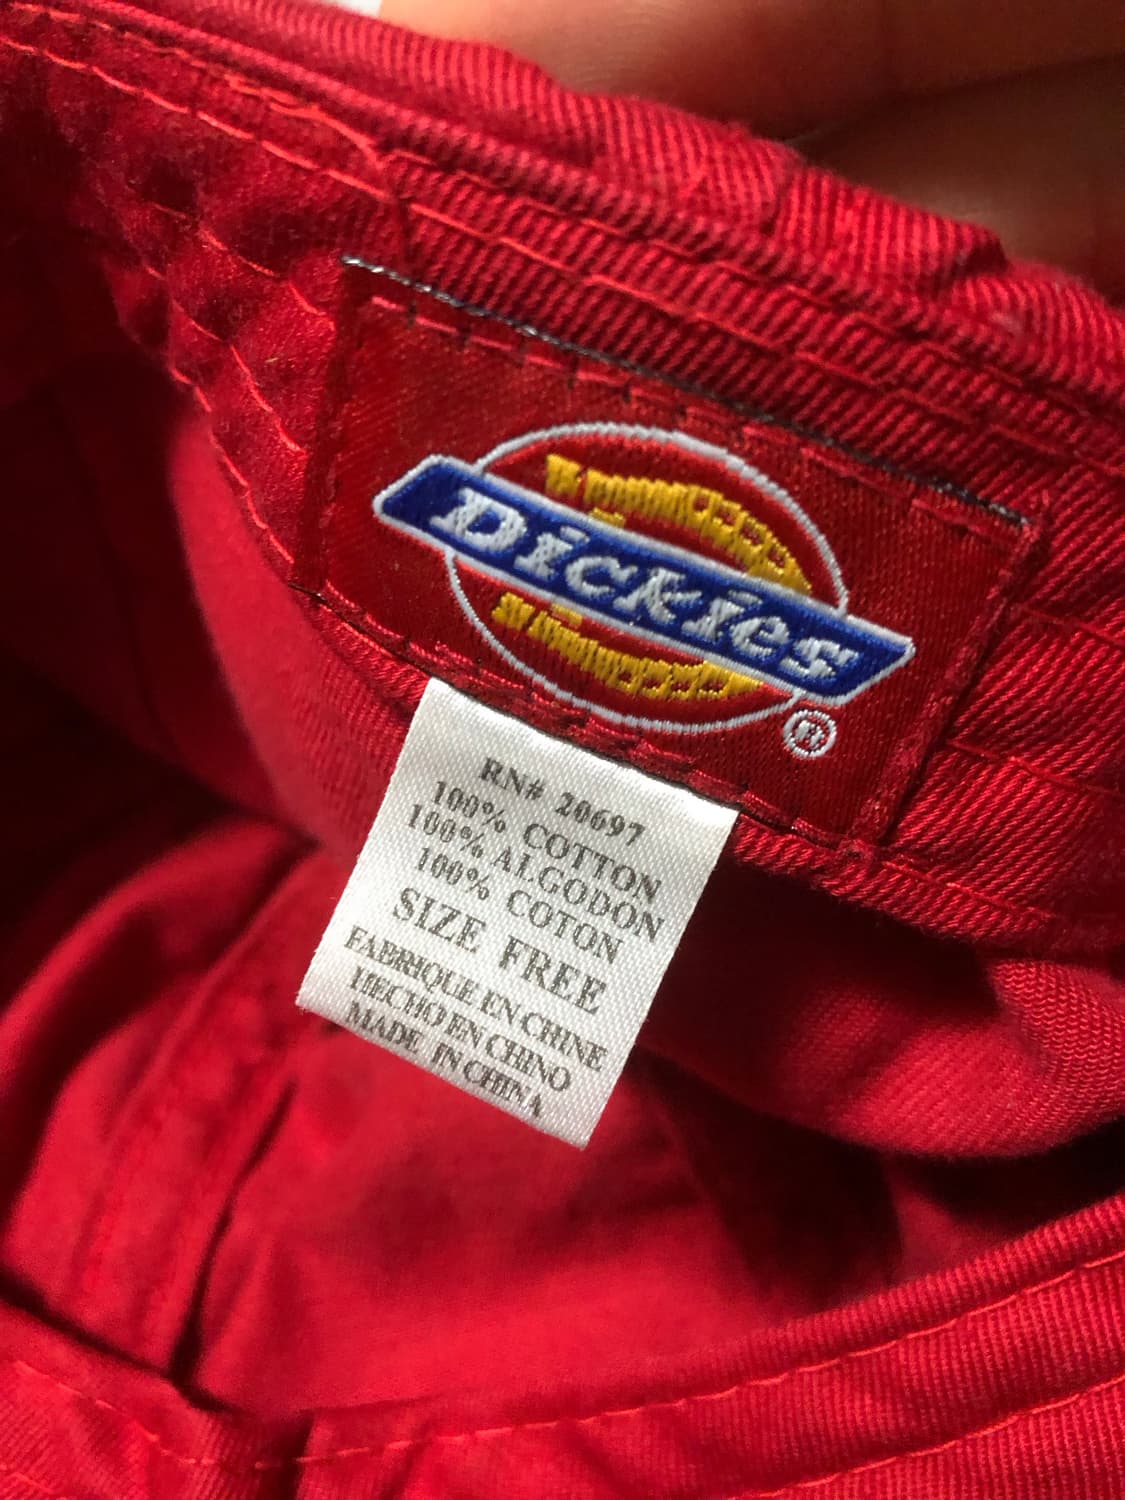 Dickies
®
RN# 20697
100% COTTON
100% ALGODON
100% COTON
SIZE FREE
FABRIQUE EN CHINE
HECHO EN CHINO
MADE IN CHINA